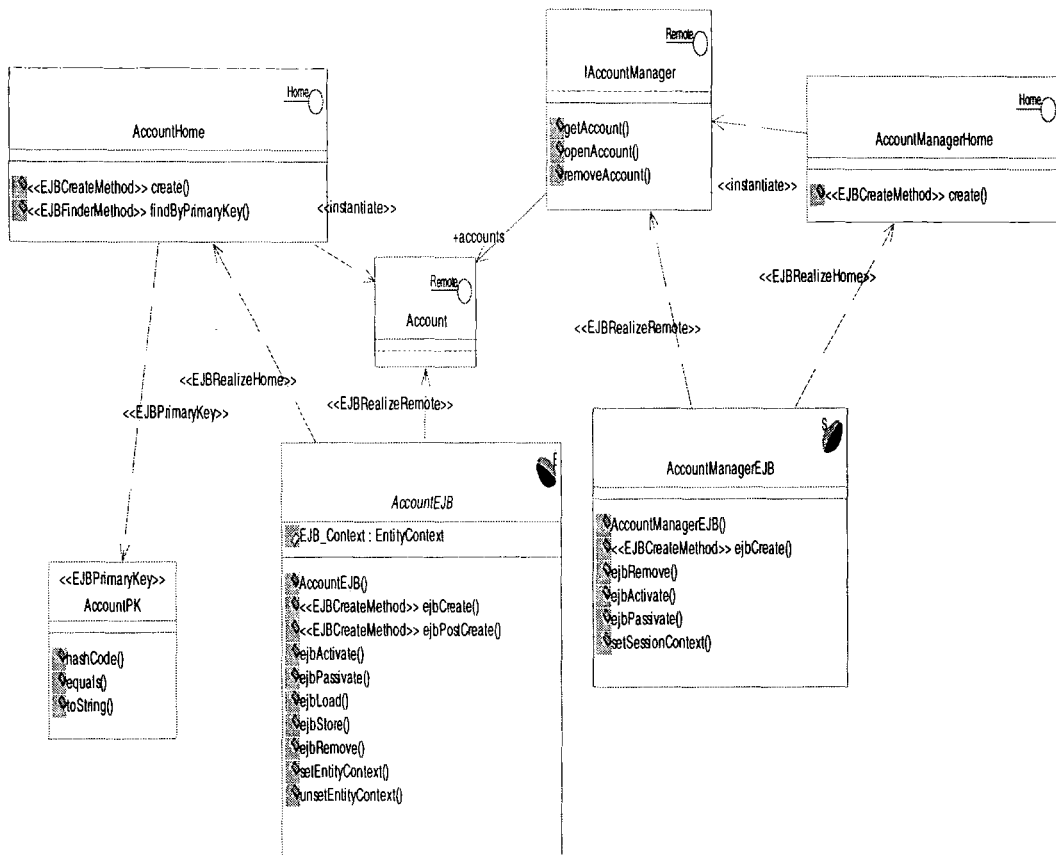 Home
AccountHome
<<EJBCreateMethod>> create()
<<EJBFinderMethod>> findByPrimaryKey()
Remote
IAccountManager
getAccount()
openAccount()
removeAccount()
Home
AccountManagerHome
<<EJBCreateMethod>> create()
<<instantiate>>
<<instantiate>>
+accounts
Remote
Account
<<EJBRealizeHome>>
<<EJBRealizeRemote>>
<<EJBRealizeHome>>
<<EJBPrimaryKey>>
<<EJBRealizeRemote>>
<<EJBPrimaryKey>>
AccountPK
hashCode()
equals()
toString()
E
AccountEJB
EJB_Context : EntityContext
AccountEJB()
<<EJBCreateMethod>> ejbCreate()
<<EJBCreateMethod>> ejbPostCreate()
ejbActivate()
ejbPassivate()
ejbLoad()
ejbStore()
ejbRemove()
setEntityContext()
unsetEntityContext()
S
AccountManagerEJB
AccountManagerEJB()
<<EJBCreateMethod>> ejbCreate()
ejbRemove()
ejbActivate()
ejbPassivate()
setSessionContext()